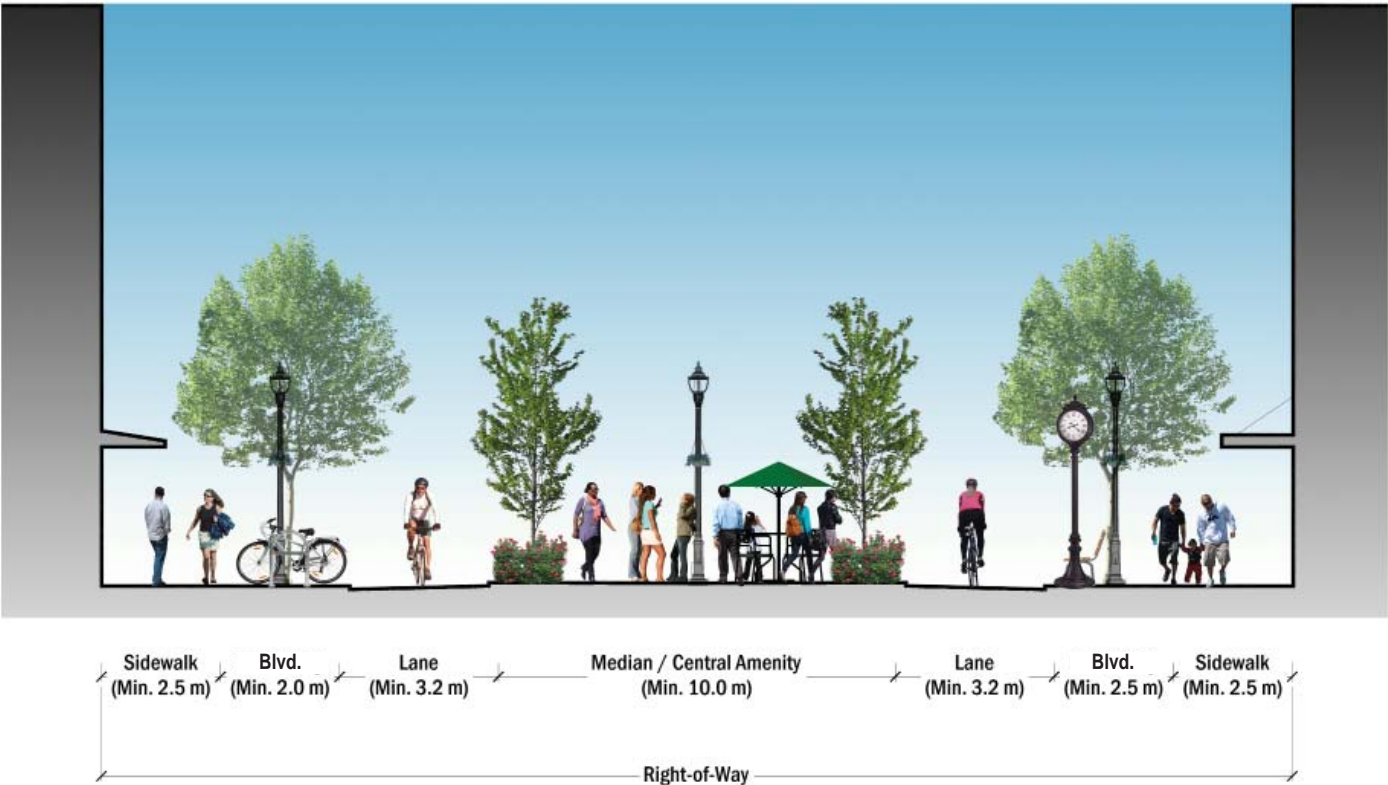 Sidewalk
(Min. 2.5 m)
Blvd.
(Min. 2.0 m)
Lane
(Min. 3.2 m)
Median / Central Amenity
(Min. 10.0 m)
Lane
(Min. 3.2 m)
Blvd.
(Min. 2.5 m)
Sidewalk
(Min. 2.5 m)
Right-of-Way